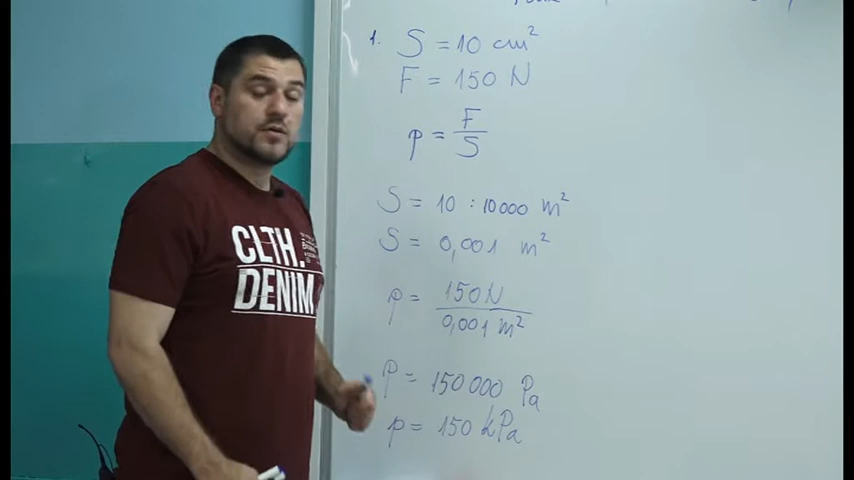 1. S = 10 cm²
F = 150 N
p = F/S
S = 10 : 10000 m²
S = 0,001 m²
p = 150N/0,001 m²
p = 150 000 Pa
p = 150 kPa
CLTH.
DENIM